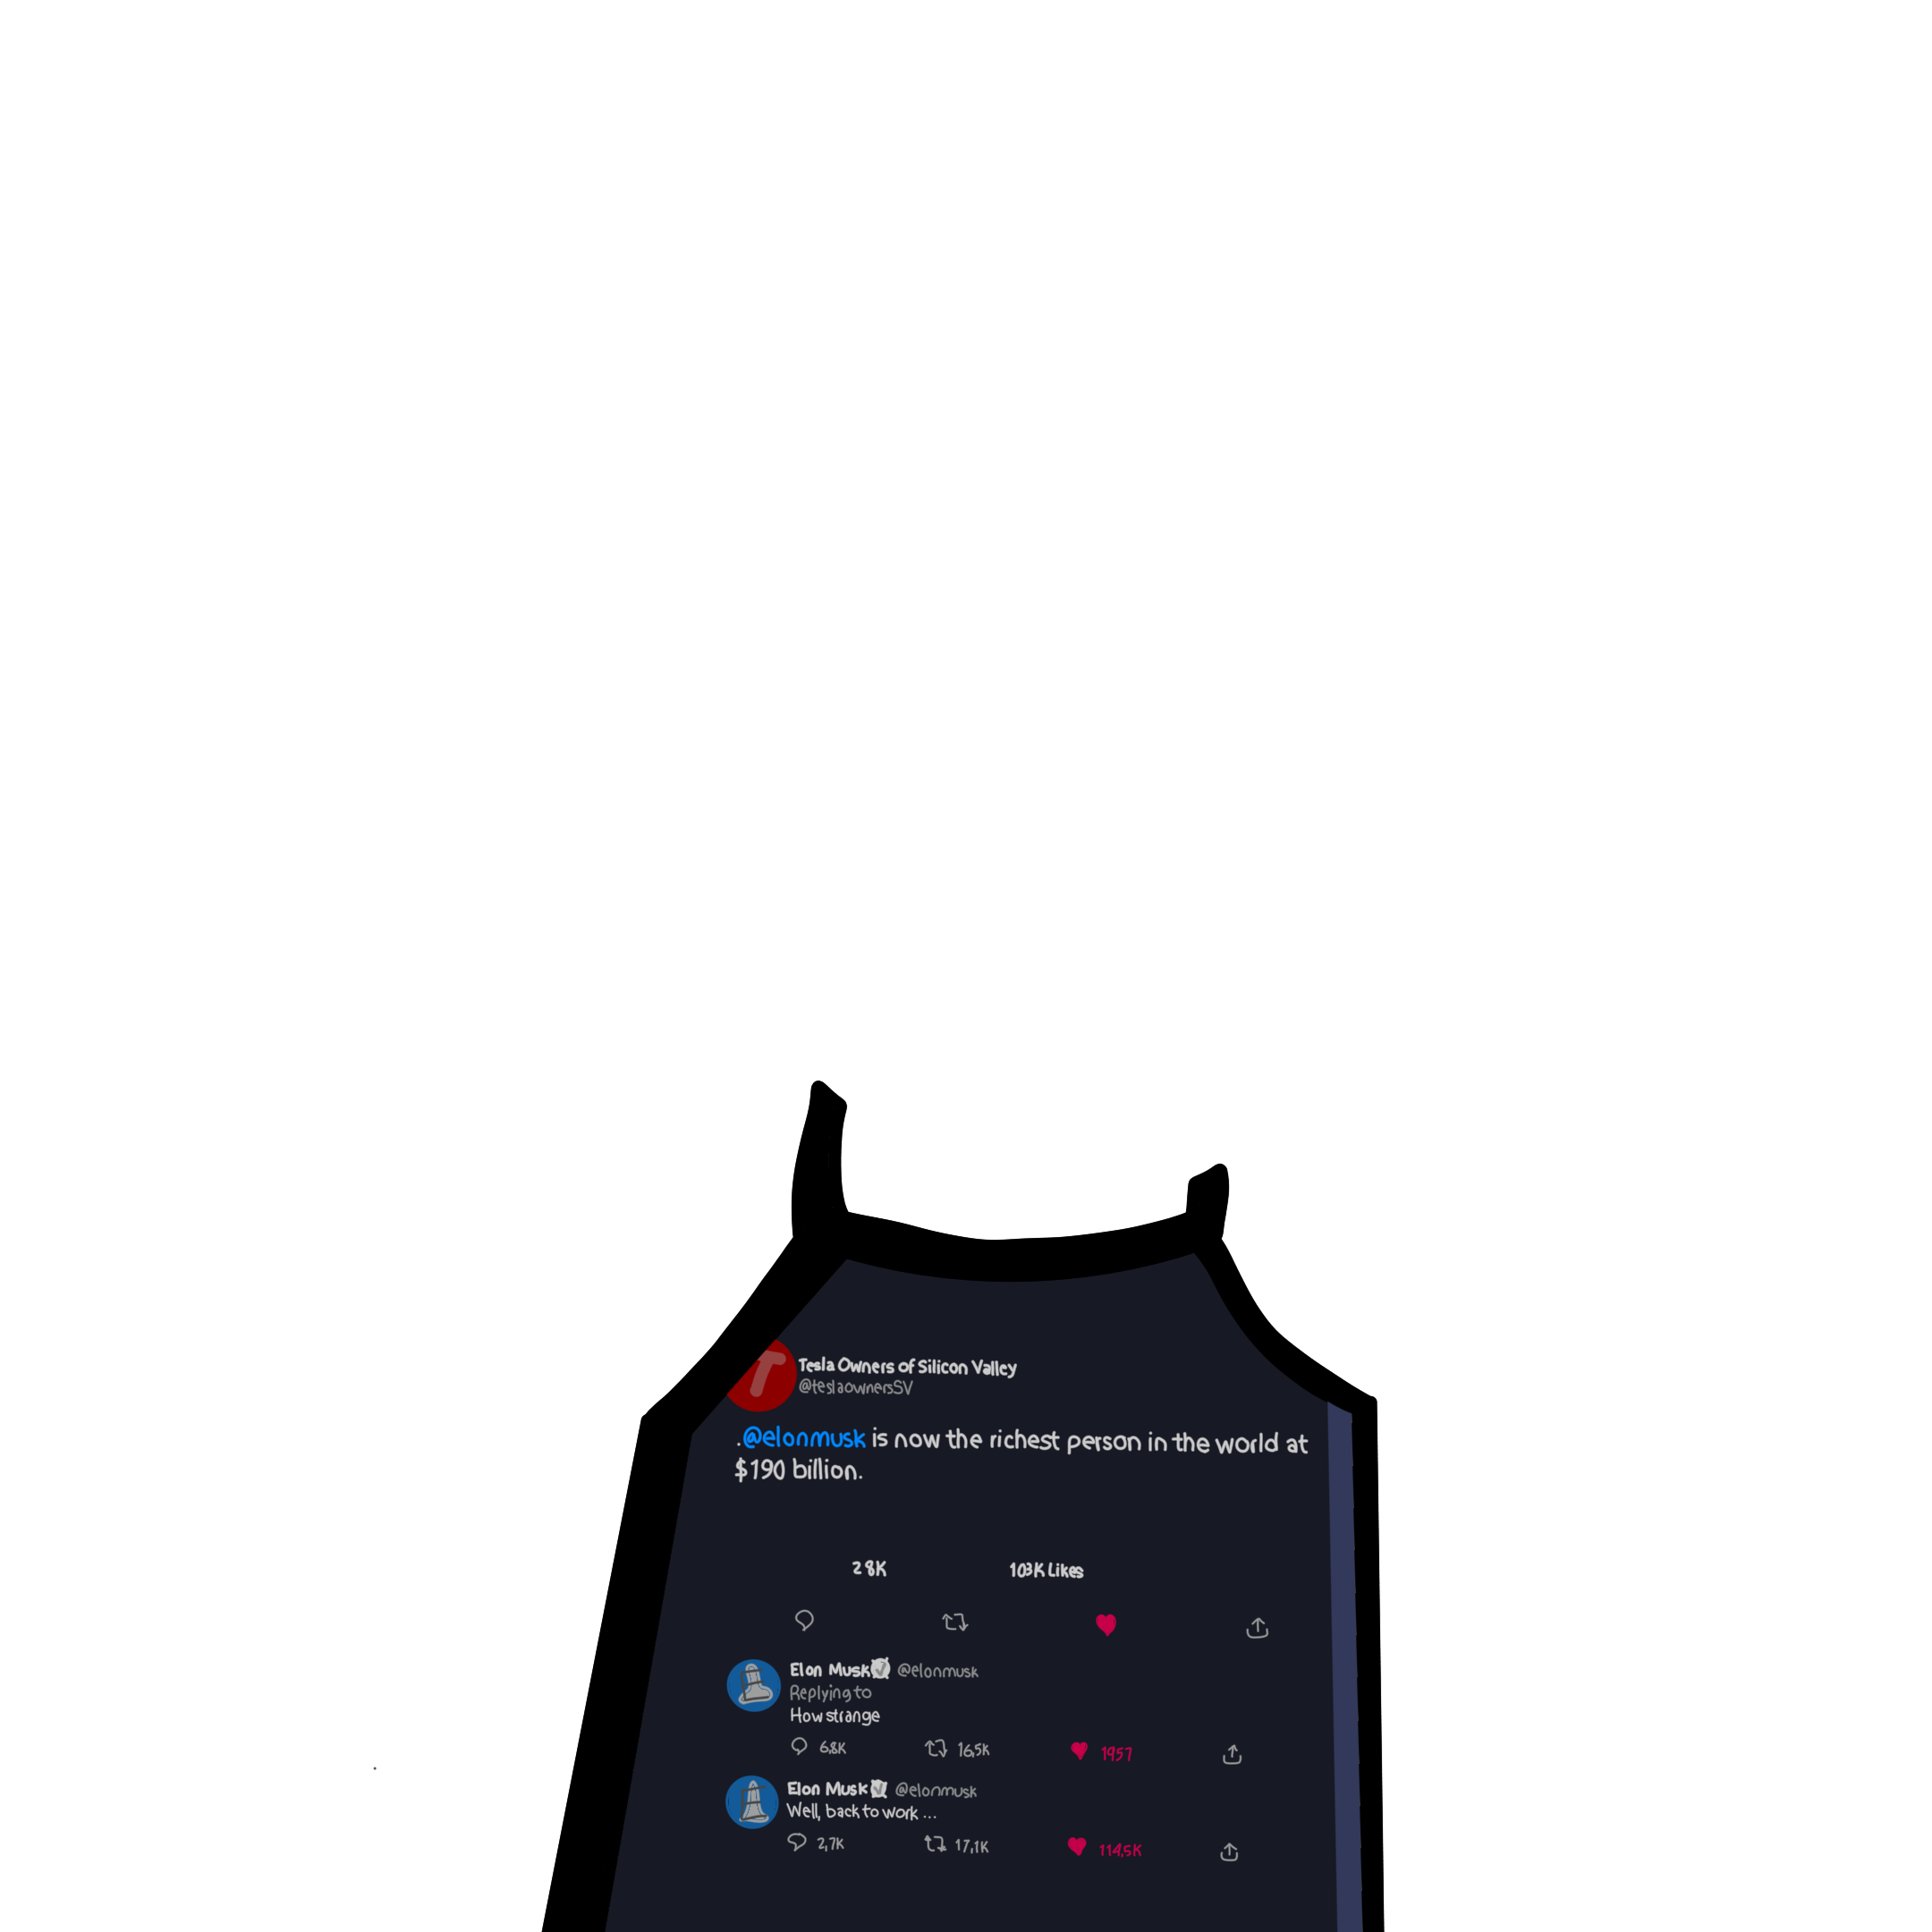 T
Tesla Owners of Silicon Valley
@teslaownersSV
.@elonmusk is now the richest person in the world at
$190 billion.
28K 103K Likes
Elon Musk @elonmusk
Replying to
How strange
6,8K 16,5K 1957
Elon Musk @elonmusk
Well, back to work ...
2,7K 17,1K 114,5K